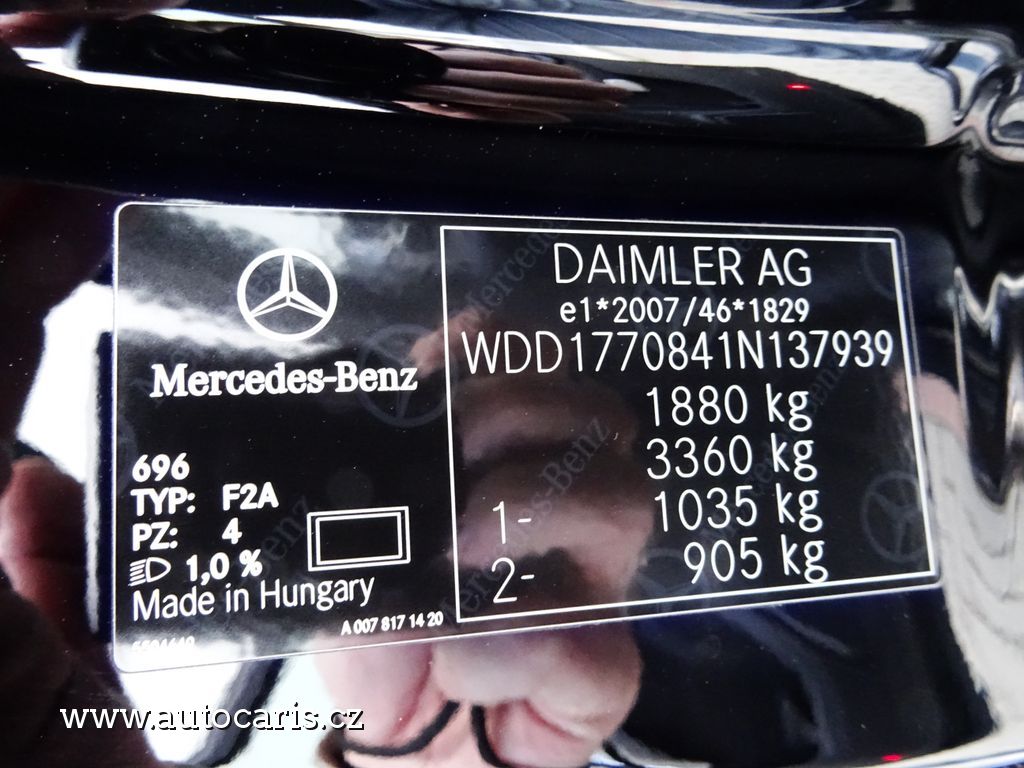 DAIMLER AG
e1*2007/46*1829
WDD1770841N137939
1880 kg
3360 kg
1- 1035 kg
2- 905 kg
Mercedes-Benz
696
TYP: F2A
PZ: 4
1,0 %
Made in Hungary
A 007 817 14 20
www.autocaris.cz